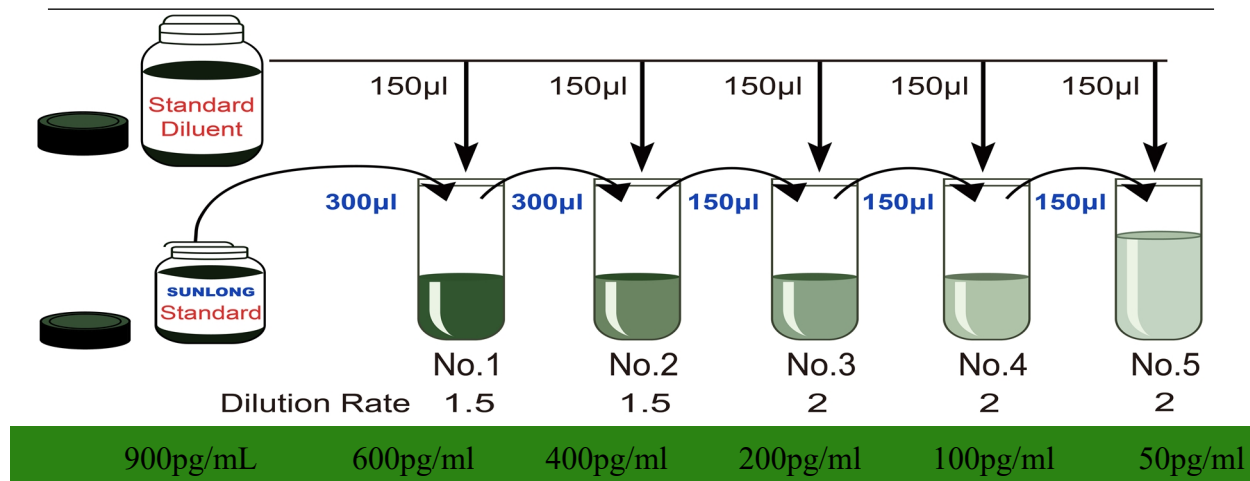 150µl 150µl 150µl 150µl 150µl
Standard
Diluent
300µl 300µl 150µl 150µl 150µl
SUNLONG
Standard
No.1 No.2 No.3 No.4 No.5
Dilution Rate 1.5 1.5 2 2 2
900pg/mL 600pg/ml 400pg/ml 200pg/ml 100pg/ml 50pg/ml